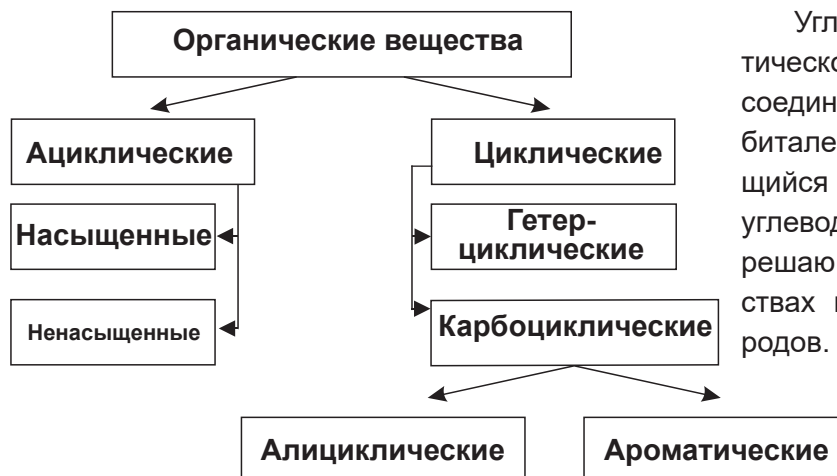 Органические вещества
Ациклические
Циклические
Насыщенные
Гетер-
циклические
Ненасыщенные
Карбоциклические
Алициклические
Ароматические
Угл
тическо
соедин
битале
щийся
углевод
решаю
ствах
родов.